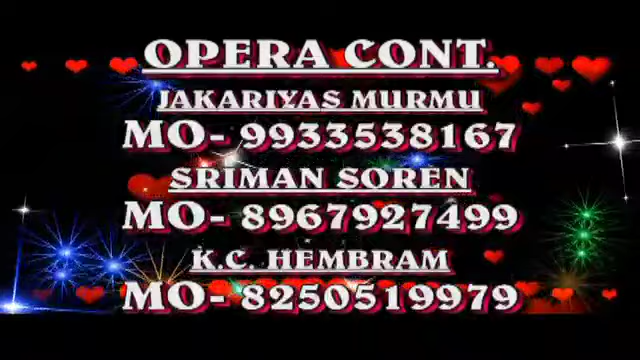 OPERA CONT.
JAKARIYAS MURMU
MO- 9933538167
SRIMAN SOREN
MO- 8967927499
K.C. HEMBRAM
MO- 8250519979